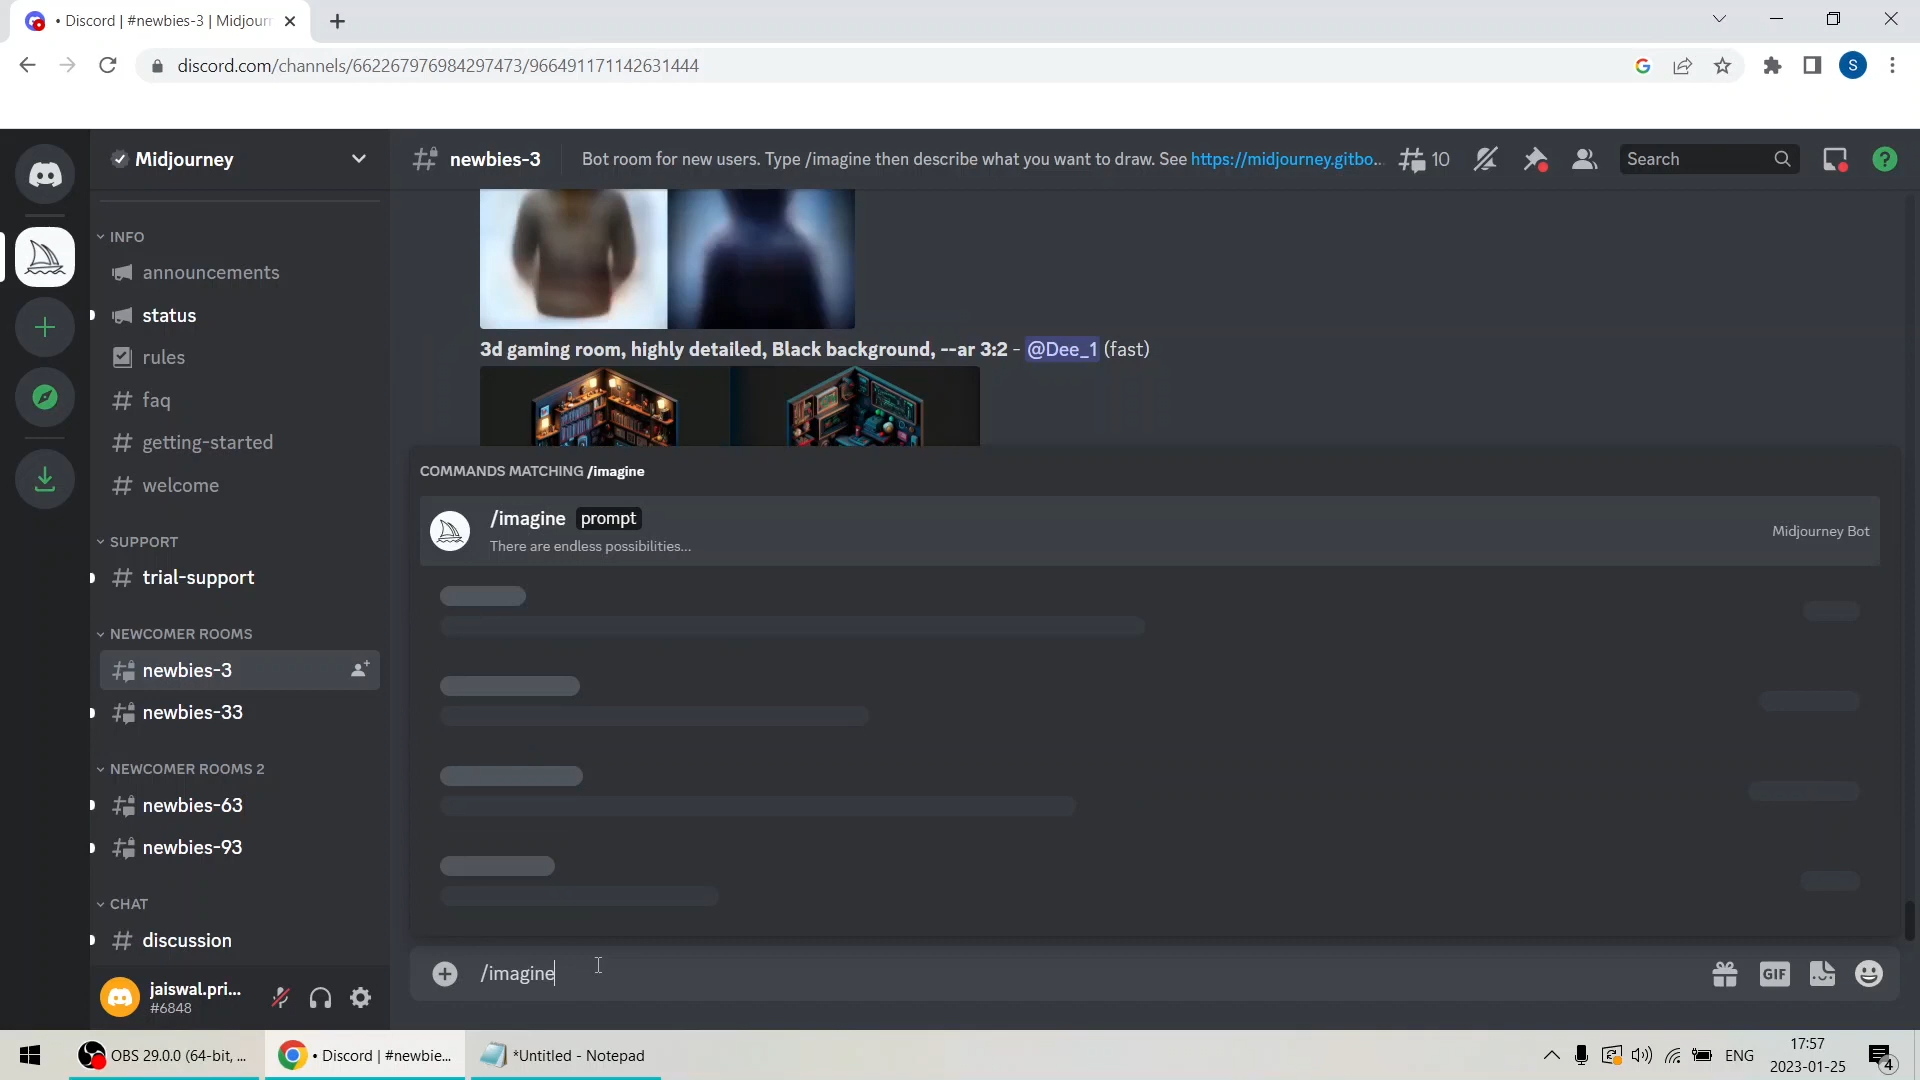 • Discord | #newbies-3 | Midjourn
discord.com/channels/662267976984297473/966491171142631444
S
Midjourney
newbies-3
Bot room for new users. Type /imagine then describe what you want to draw. See https://midjourney.gitbo...
10
Search
INFO
announcements
status
rules
faq
getting-started
welcome
SUPPORT
trial-support
NEWCOMER ROOMS
newbies-3
newbies-33
NEWCOMER ROOMS 2
newbies-63
newbies-93
CHAT
discussion
jaiswal.pri...
#6848
3d gaming room, highly detailed, Black background, --ar 3:2 - @Dee_1 (fast)
COMMANDS MATCHING /imagine
/imagine prompt
There are endless possibilities...
Midjourney Bot
/imagine
GIF
OBS 29.0.0 (64-bit, ...
• Discord | #newbie...
*Untitled - Notepad
ENG
17:57
2023-01-25
4